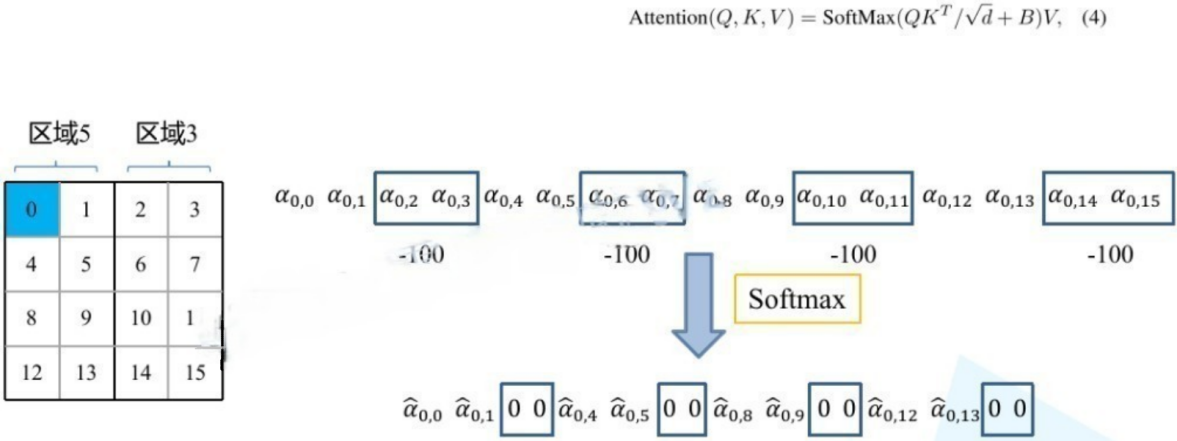 Attention(Q, K, V) = SoftMax(QK^T/√d + B)V, (4)
区域5 区域3
0 1 2 3
4 5 6 7
8 9 10 1
12 13 14 15
α0,0 α0,1 α0,2 α0,3 α0,4 α0,5 α0,6 α0,7 α0,8 α0,9 α0,10 α0,11 α0,12 α0,13 α0,14 α0,15
-100 -100 -100 -100
Softmax
α̂0,0 α̂0,1 0 0 α̂0,4 α̂0,5 0 0 α̂0,8 α̂0,9 0 0 α̂0,12 α̂0,13 0 0